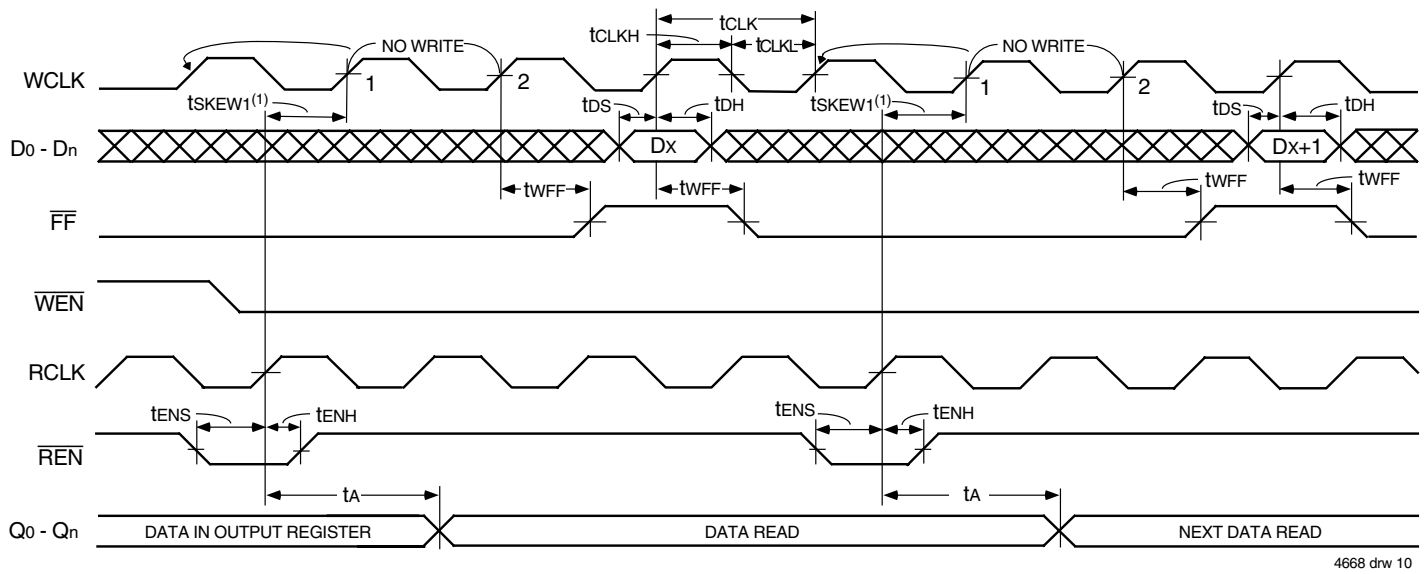 tCLK
tCLKH
tCLKL
NO WRITE
NO WRITE
WCLK
1
2
1
2
tSKEW1(1)
tDS
tDH
tSKEW1(1)
tDS
tDH
D0 - Dn
DX
DX+1
tWFF
tWFF
tWFF
tWFF
FF
WEN
RCLK
tENS
tENH
tENS
tENH
REN
tA
tA
Q0 - Qn
DATA IN OUTPUT REGISTER
DATA READ
NEXT DATA READ
4668 drw 10